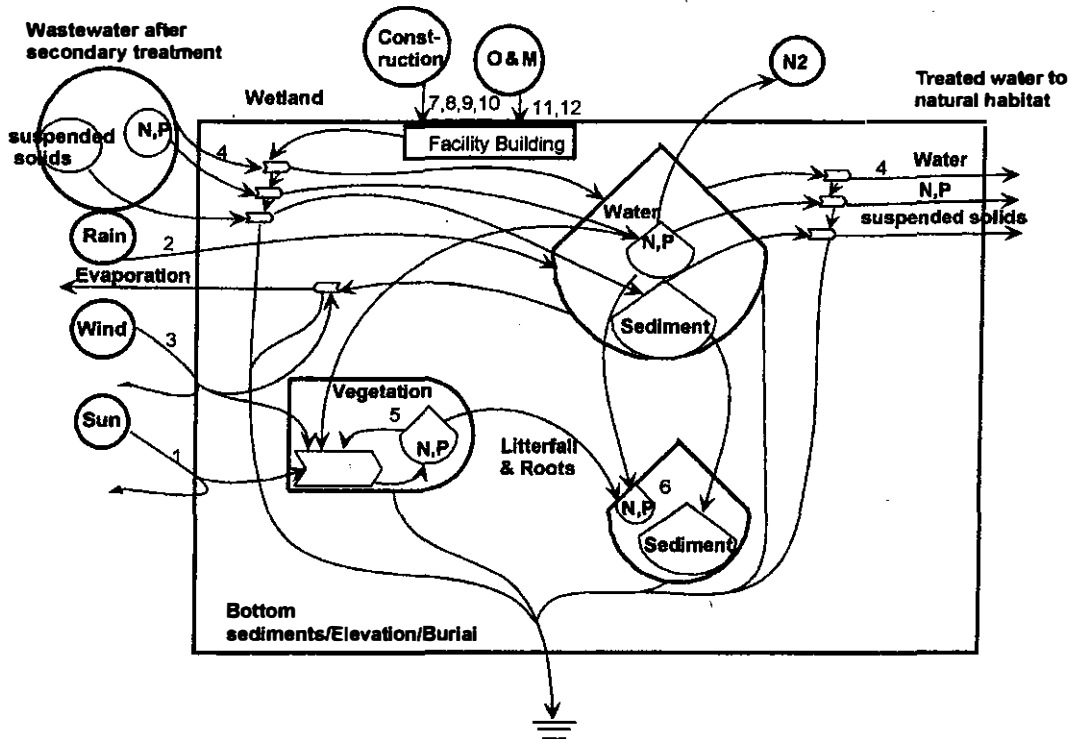 Wastewater after
secondary treatment
Const-
ruction
O & M
N2
Treated water to
natural habitat
Wetland
7,8,9,10
11,12
suspended
solids
N,P
4
Facility Building
Water
4
Water
N,P
suspended solids
N,P
Rain
2
Evaporation
Sediment
Wind
3
Vegetation
5
N,P
Sun
1
Litterfall
& Roots
6
N,P
Sediment
Bottom
sediments/Elevation/Burial